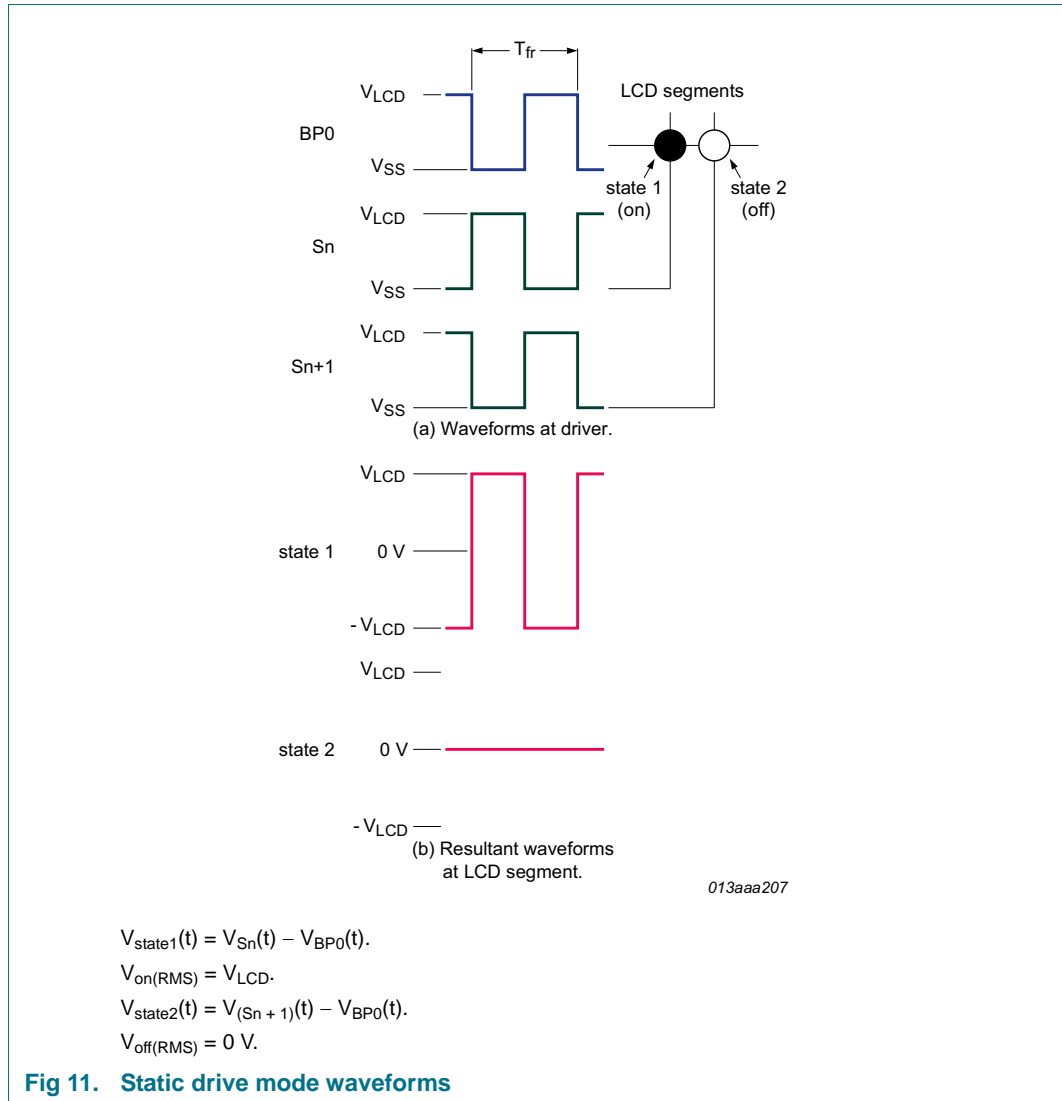 Tfr
VLCD
BP0
VSS
LCD segments
state 1
(on)
state 2
(off)
VLCD
Sn
VSS
VLCD
Sn+1
VSS
(a) Waveforms at driver.
VLCD
state 1 0 V
- VLCD
VLCD
state 2 0 V
- VLCD
(b) Resultant waveforms
at LCD segment.
013aaa207
Vstate1(t) = VSn(t) − VBP0(t).
Von(RMS) = VLCD.
Vstate2(t) = V(Sn + 1)(t) − VBP0(t).
Voff(RMS) = 0 V.
Fig 11. Static drive mode waveforms